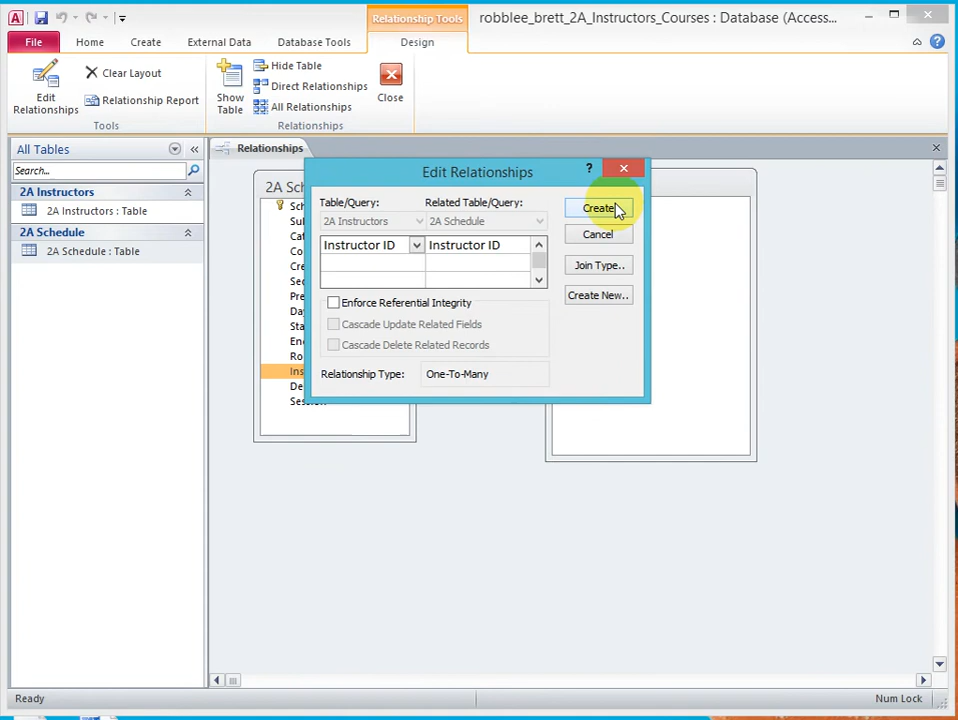 Relationship Tools
robblee_brett_2A_Instructors_Courses : Database (Access...
File
Home
Create
External Data
Database Tools
Design
Edit
Relationships
Clear Layout
Relationship Report
Tools
Show
Table
Hide Table
Direct Relationships
All Relationships
Relationships
Close
All Tables
Search...
2A Instructors
2A Instructors : Table
2A Schedule
2A Schedule : Table
Relationships
Edit Relationships
Table/Query:
Related Table/Query:
2A Instructors
2A Schedule
Instructor ID
Instructor ID
Enforce Referential Integrity
Cascade Update Related Fields
Cascade Delete Related Records
Relationship Type:
One-To-Many
Create
Cancel
Join Type..
Create New..
2A Sch
Ready
Num Lock